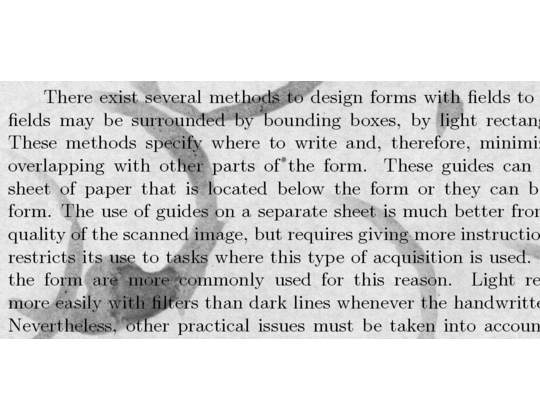 There exist several methods to design forms with fields to
fields may be surrounded by bounding boxes, by light rectan
These methods specify where to write and, therefore, minimi
overlapping with other parts of the form. These guides can
sheet of paper that is located below the form or they can b
form. The use of guides on a separate sheet is much better from
quality of the scanned image, but requires giving more instructio
restricts its use to tasks where this type of acquisition is used.
the form are more commonly used for this reason. Light re
more easily with filters than dark lines whenever the handwritte
Nevertheless, other practical issues must be taken into accoun